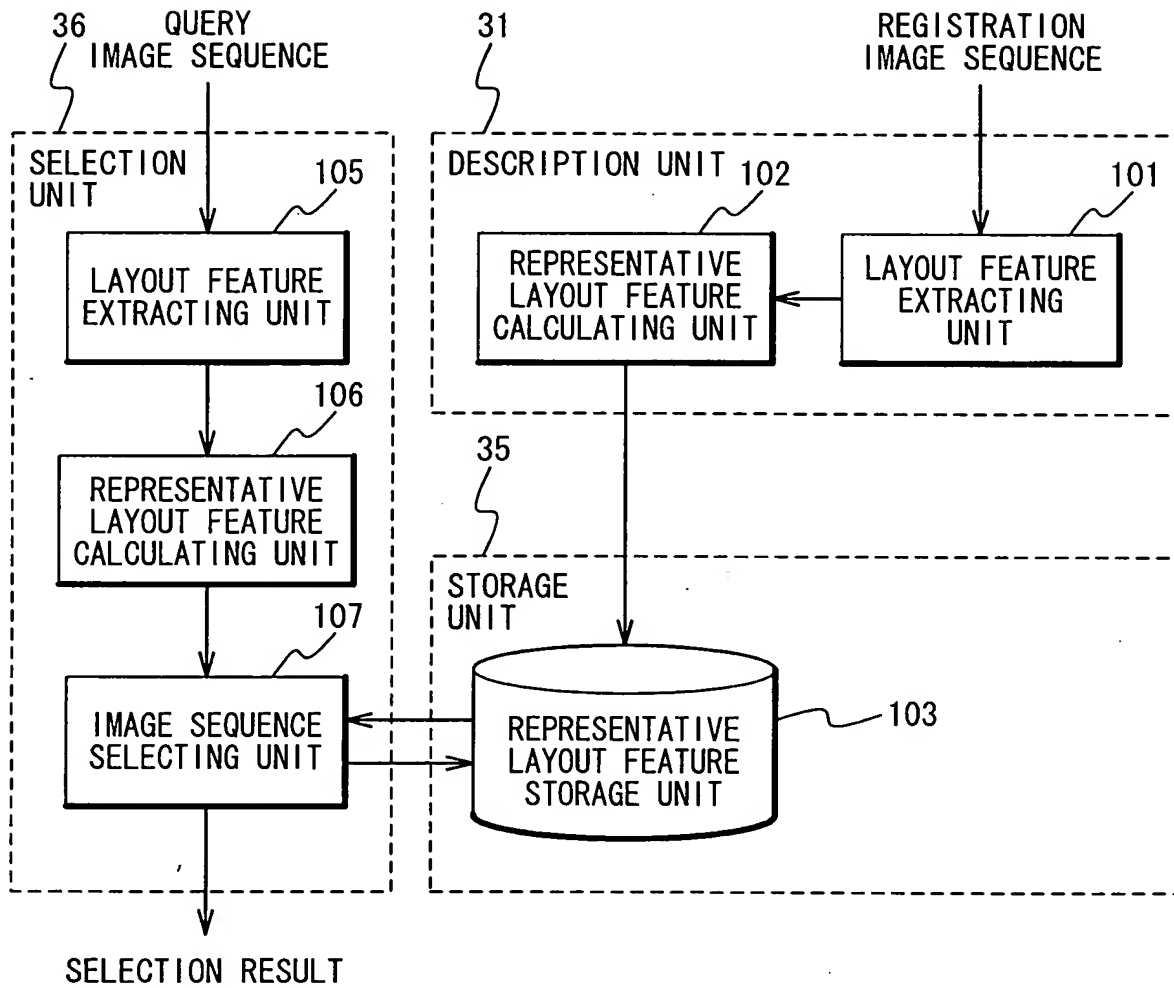 36
QUERY
IMAGE SEQUENCE
31
REGISTRATION
IMAGE SEQUENCE
SELECTION
UNIT
105
LAYOUT FEATURE
EXTRACTING UNIT
106
REPRESENTATIVE
LAYOUT FEATURE
CALCULATING UNIT
107
IMAGE SEQUENCE
SELECTING UNIT
SELECTION RESULT
DESCRIPTION UNIT
102
REPRESENTATIVE
LAYOUT FEATURE
CALCULATING UNIT
101
LAYOUT FEATURE
EXTRACTING
UNIT
35
STORAGE
UNIT
REPRESENTATIVE
LAYOUT FEATURE
STORAGE UNIT
103